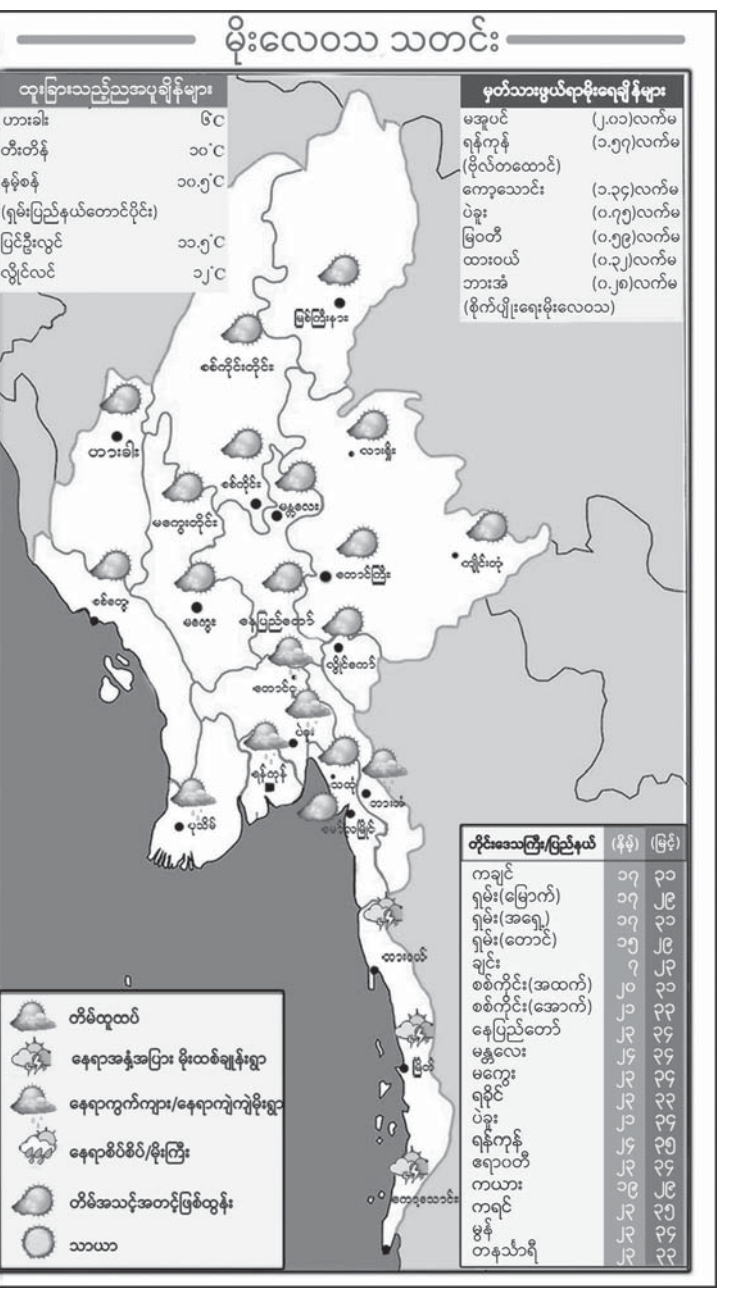 မိုးလေဝသ သတင်း
ထူးခြားသည့်ညအပူချိန်များ
ဟားခါး ၆°C
တီးတိန် ၁၀°C
နမ့်စန် ၁၀.၅°C
(ရှမ်းပြည်နယ်တောင်ပိုင်း)
ပြင်ဦးလွင် ၁၁.၅°C
လွိုင်လင် ၁၂°C
မှတ်သားဖွယ်ရာမိုးရေချိန်များ
မအူပင် (၂.၀၁)လက်မ
ရန်ကုန် (၁.၅၇)လက်မ
(ဗိုလ်တထောင်)
ကော့သောင်း (၁.၃၄)လက်မ
ပဲခူး (၀.၇၅)လက်မ
မြဝတီ (၀.၅၉)လက်မ
ထားဝယ် (၀.၃၂)လက်မ
ဘားအံ (၀.၂၈)လက်မ
(စိုက်ပျိုးရေးမိုးလေဝသ)
မြစ်ကြီးနား
စစ်ကိုင်းတိုင်း
ဟားခါး
လားရှိုး
စစ်ကိုင်း
မန္တလေး
မကွေးတိုင်း
ကျိုင်းတုံ
တောင်ကြီး
စစ်တွေ
မကွေး
နေပြည်တော်
လွိုင်ကော်
တောင်ငူ
ပဲခူး
ရန်ကုန်
သထုံ
ဘားအံ
ပုသိမ်
မော်လမြိုင်
ထားဝယ်
မြိတ်
ကော့သောင်း
တိမ်ထူထပ်
နေရာအနှံ့အပြား မိုးထစ်ချုန်းရွာ
နေရာကွက်ကျား/နေရာကျဲကျဲမိုးရွာ
နေရာစိပ်စိပ်/မိုးကြီး
တိမ်အသင့်အတင့်ဖြစ်ထွန်း
သာယာ
တိုင်းဒေသကြီး/ပြည်နယ် (နိမ့်) (မြင့်)
ကချင် ၁၇ ၃၁
ရှမ်း(မြောက်) ၁၇ ၂၉
ရှမ်း(အရှေ့) ၁၇ ၃၁
ရှမ်း(တောင်) ၁၅ ၂၉
ချင်း ၇ ၂၃
စစ်ကိုင်း(အထက်) ၂၀ ၃၁
စစ်ကိုင်း(အောက်) ၂၁ ၃၃
နေပြည်တော် ၂၃ ၃၄
မန္တလေး ၂၄ ၃၄
မကွေး ၂၃ ၃၄
ရခိုင် ၂၃ ၃၃
ပဲခူး ၂၁ ၃၄
ရန်ကုန် ၂၄ ၃၅
ဧရာဝတီ ၂၃ ၃၄
ကယား ၁၉ ၂၉
ကရင် ၂၃ ၃၅
မွန် ၂၃ ၃၄
တနင်္သာရီ ၂၃ ၃၃